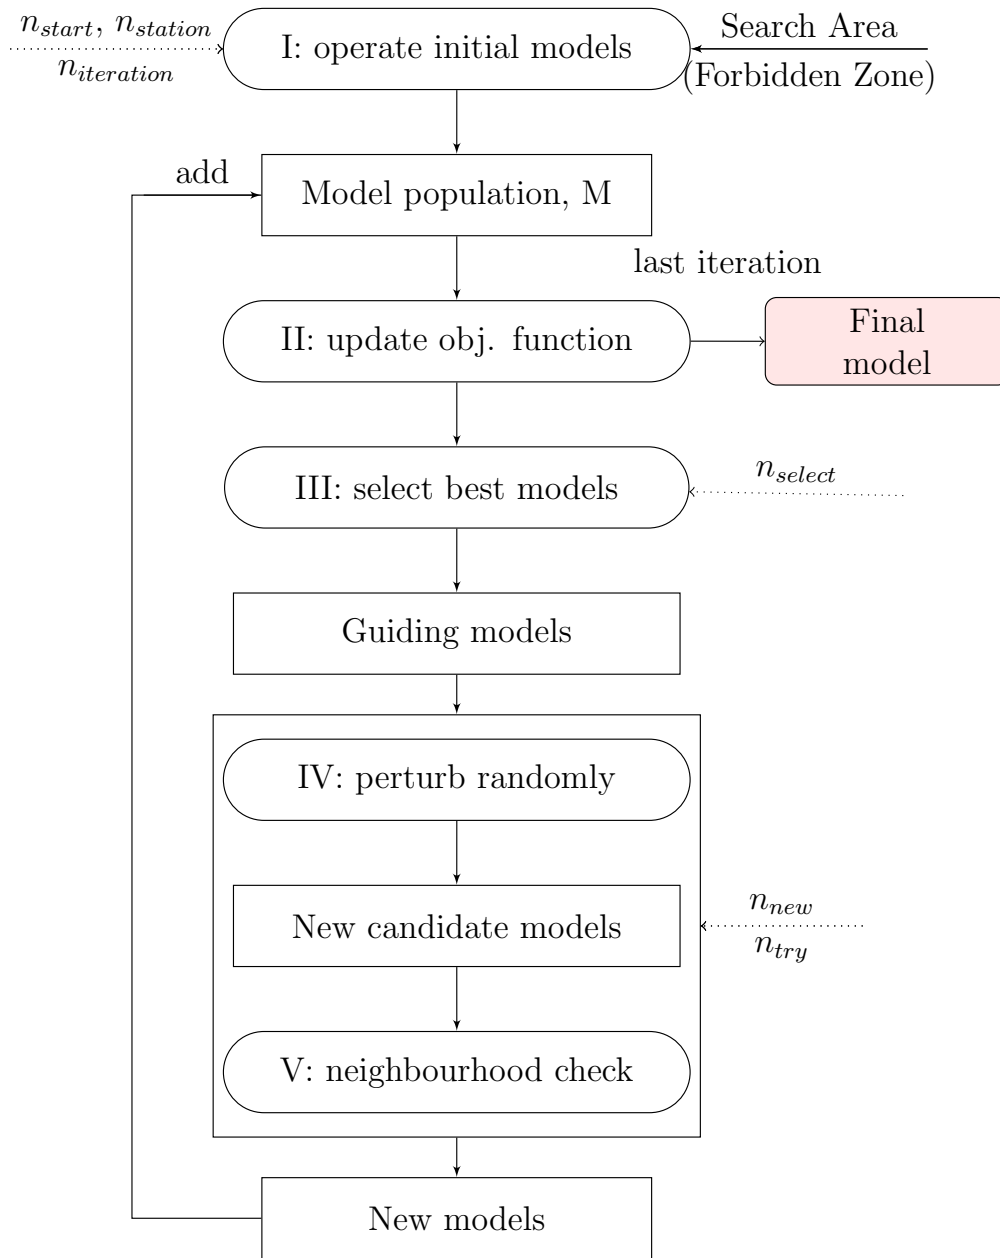 n_start, n_station
n_iteration
I: operate initial models
Search Area
(Forbidden Zone)
add
Model population, M
last iteration
II: update obj. function
Final
model
III: select best models
n_select
Guiding models
IV: perturb randomly
New candidate models
n_new
n_try
V: neighbourhood check
New models